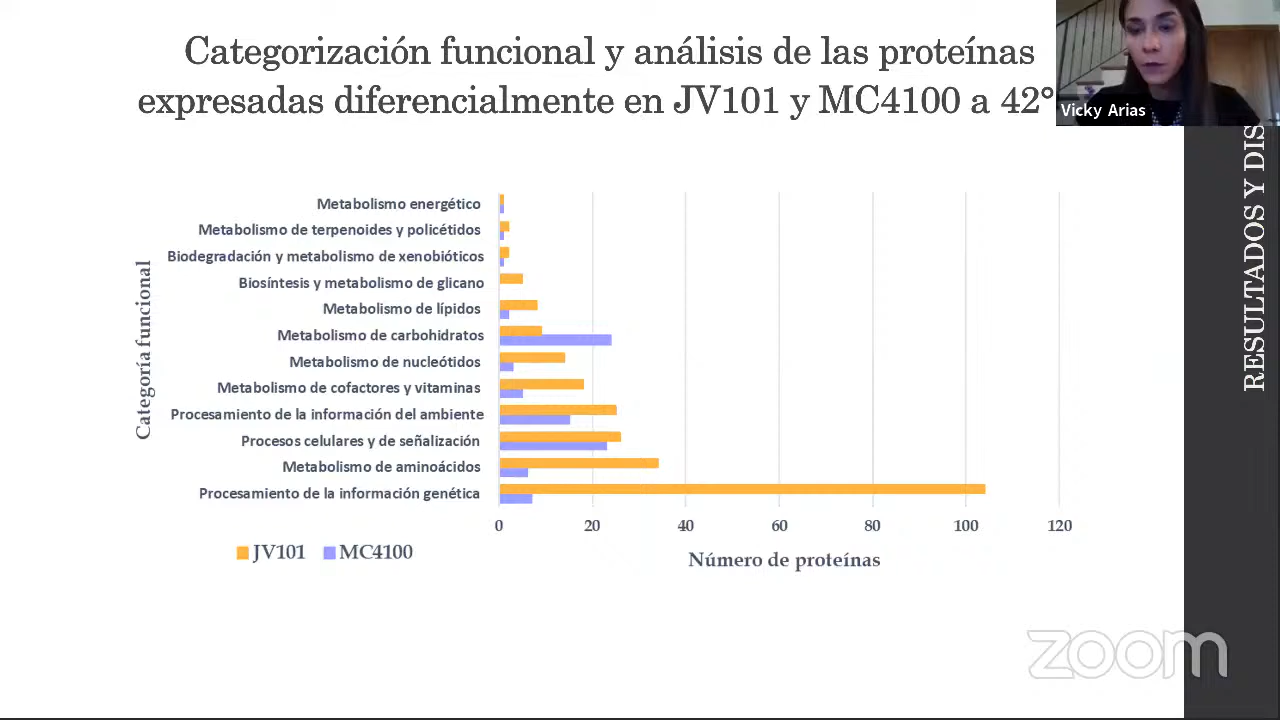 Categorización funcional y análisis de las proteínas
expresadas diferencialmente en JV101 y MC4100 a 42°
Vicky Arias
RESULTADOS Y DIS
Categoría funcional
Metabolismo energético
Metabolismo de terpenoides y policétidos
Biodegradación y metabolismo de xenobióticos
Biosíntesis y metabolismo de glicano
Metabolismo de lípidos
Metabolismo de carbohidratos
Metabolismo de nucleótidos
Metabolismo de cofactores y vitaminas
Procesamiento de la información del ambiente
Procesos celulares y de señalización
Metabolismo de aminoácidos
Procesamiento de la información genética
0 20 40 60 80 100 120
JV101 MC4100
Número de proteínas
zoom